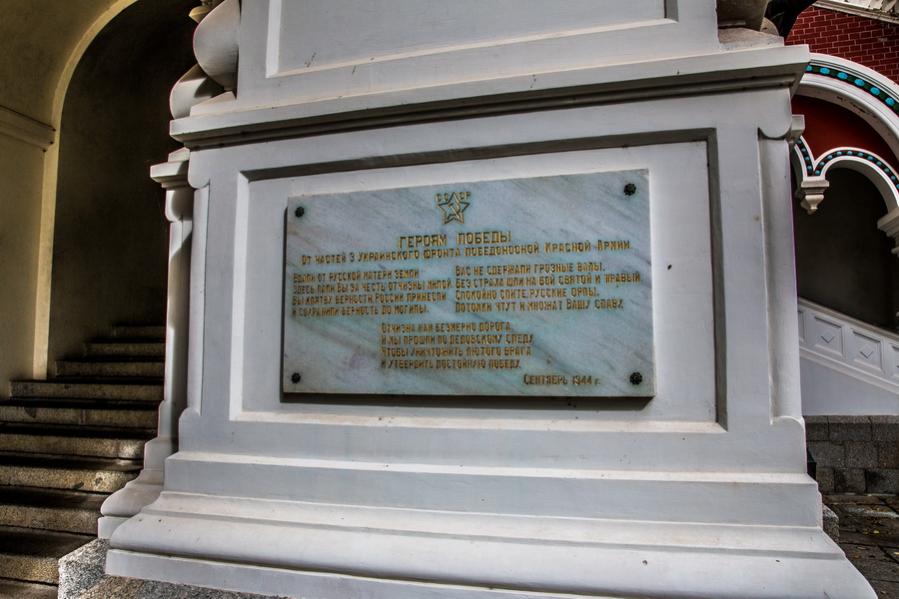 СССР
ГЕРОЯМ ПОБЕДЫ
ОТ ЧАСТЕЙ 3 УКРАИНСКОГО ФРОНТА ПОБЕДОНОСНОЙ КРАСНОЙ АРМИИ
ВДАЛИ ОТ РУССКОЙ МАТЕРИ ЗЕМЛИ
ЗДЕСЬ ПАЛИ ВЫ ЗА ЧЕСТЬ ОТЧИЗНЫ МИЛОЙ
ВЫ КЛЯТВУ ВЕРНОСТИ РОССИИ ПРИНЕСЛИ
И СОХРАНИЛИ ВЕРНОСТЬ ДО МОГИЛЫ.
ВАС НЕ СДЕРЖАЛИ ГРОЗНЫЕ ВАЛЫ,
БЕЗ СТРАХА ШЛИ НА БОЙ СВЯТОЙ И ПРАВЫЙ
СПОКОЙНО СПИТЕ, РУССКИЕ ОРЛЫ,
ПОТОМКИ ЧТУТ И МНОЖАТ ВАШУ СЛАВУ.
ОТЧИЗНА НАМ БЕЗМЕРНО ДОРОГА
И МЫ ПРОШЛИ ПО ДЕДОВСКОМУ СЛЕДУ
ЧТОБЫ УНИЧТОЖИТЬ ЛЮТОГО ВРАГА
И УТВЕРДИТЬ ДОСТОЙНУЮ ПОБЕДУ.
СЕНТЯБРЬ 1944 Г.